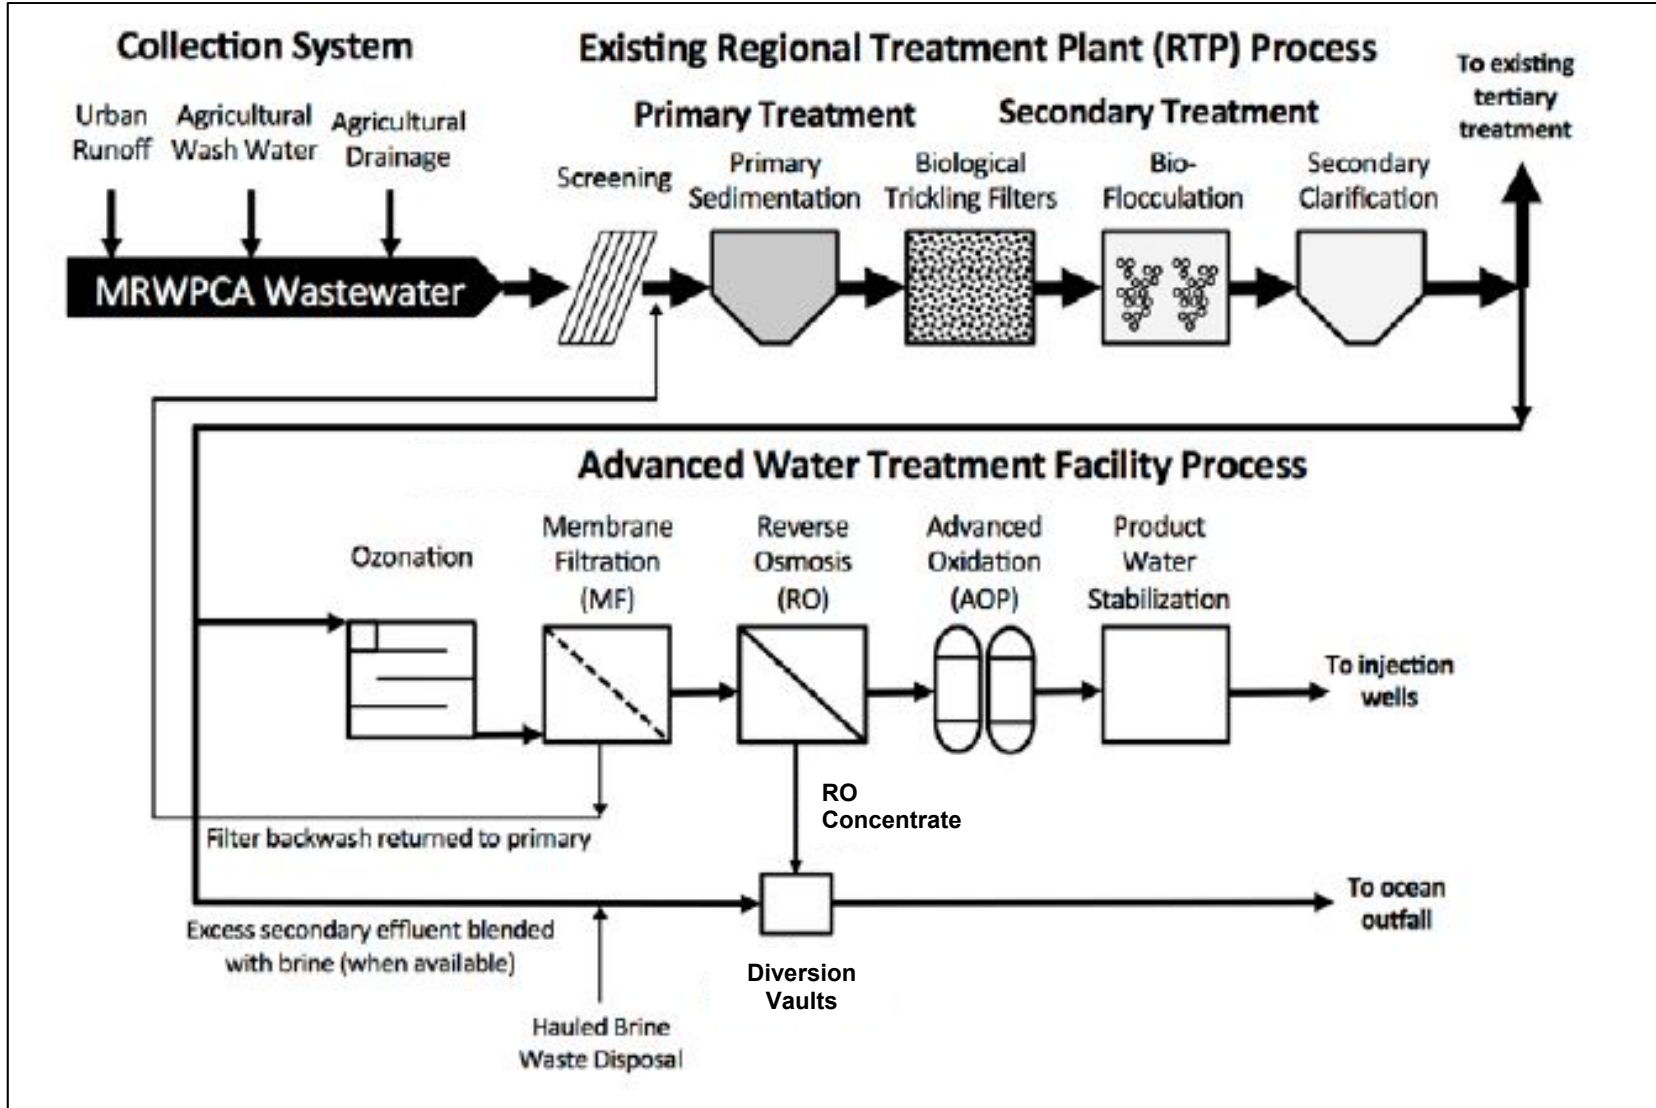 Collection System
Existing Regional Treatment Plant (RTP) Process
To existing
tertiary
treatment
Urban
Runoff
Agricultural
Wash Water
Agricultural
Drainage
Primary Treatment
Secondary Treatment
Screening
Primary
Sedimentation
Biological
Trickling Filters
Bio-
Flocculation
Secondary
Clarification
MRWPCA Wastewater
Advanced Water Treatment Facility Process
Ozonation
Membrane
Filtration
(MF)
Reverse
Osmosis
(RO)
Advanced
Oxidation
(AOP)
Product
Water
Stabilization
To injection
wells
RO
Concentrate
Filter backwash returned to primary
To ocean
outfall
Excess secondary effluent blended
with brine (when available)
Diversion
Vaults
Hauled Brine
Waste Disposal